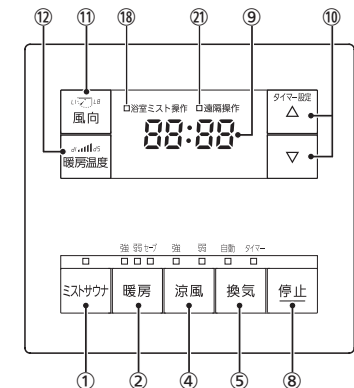 ⑫ ⑪ ⑱ ㉑ ⑨ ⑩
タイマー設定
□浴室ミスト操作 □遠隔操作
風向
88:88
暖房温度
強 弱 セーブ 強 弱 自動 タイマー
ミストサウナ 暖房 涼風 換気 停止
① ② ④ ⑤ ⑧